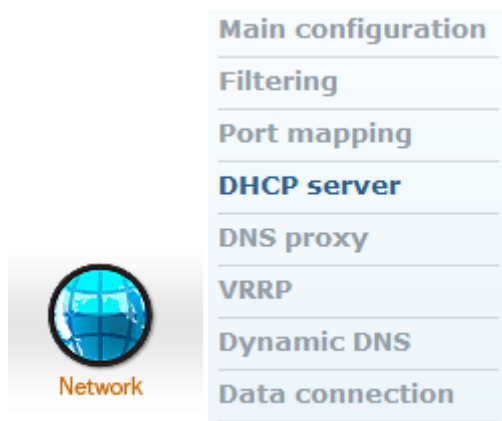 Main configuration
Filtering
Port mapping
DHCP server
DNS proxy
VRRP
Dynamic DNS
Data connection
Network